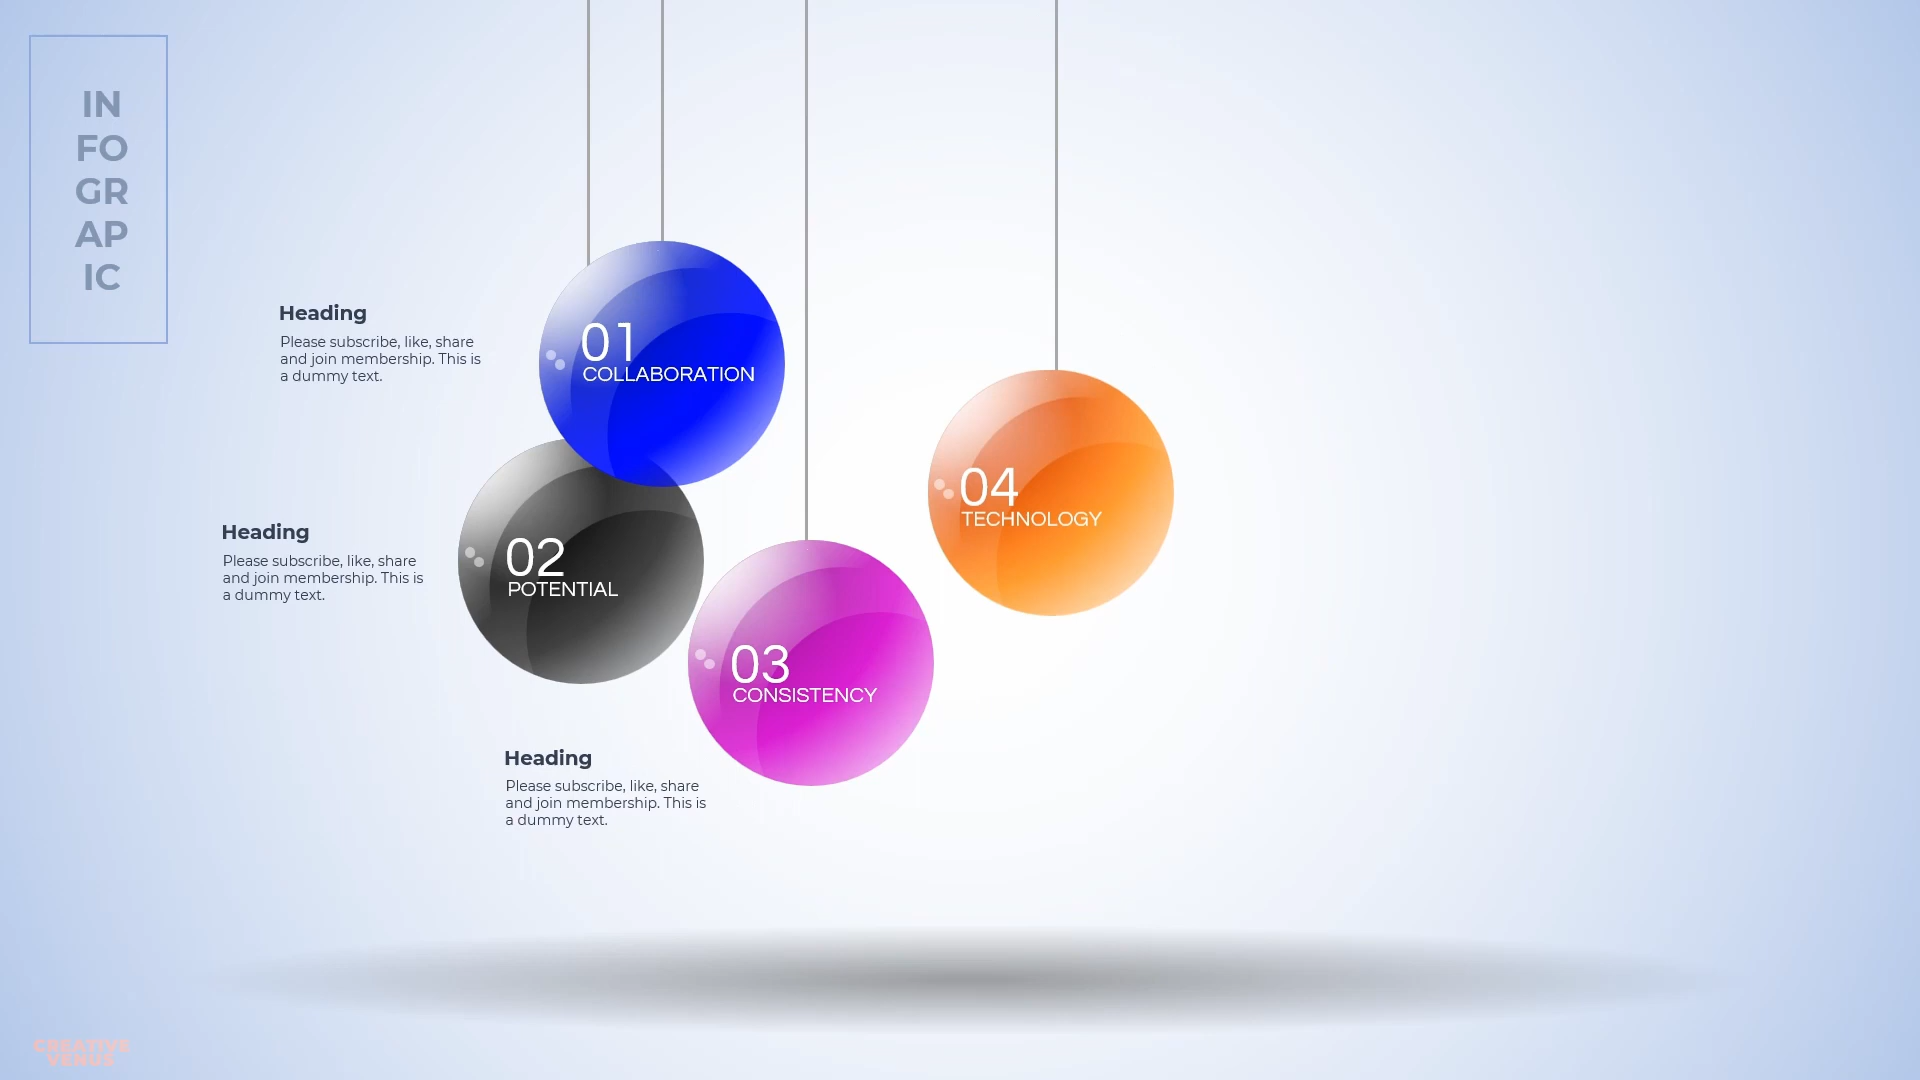 IN
FO
GR
AP
IC
Heading
Please subscribe, like, share
and join membership. This is
a dummy text.
01
COLLABORATION
Heading
Please subscribe, like, share
and join membership. This is
a dummy text.
02
POTENTIAL
03
CONSISTENCY
Heading
Please subscribe, like, share
and join membership. This is
a dummy text.
04
TECHNOLOGY
CREATIVE
VENUS